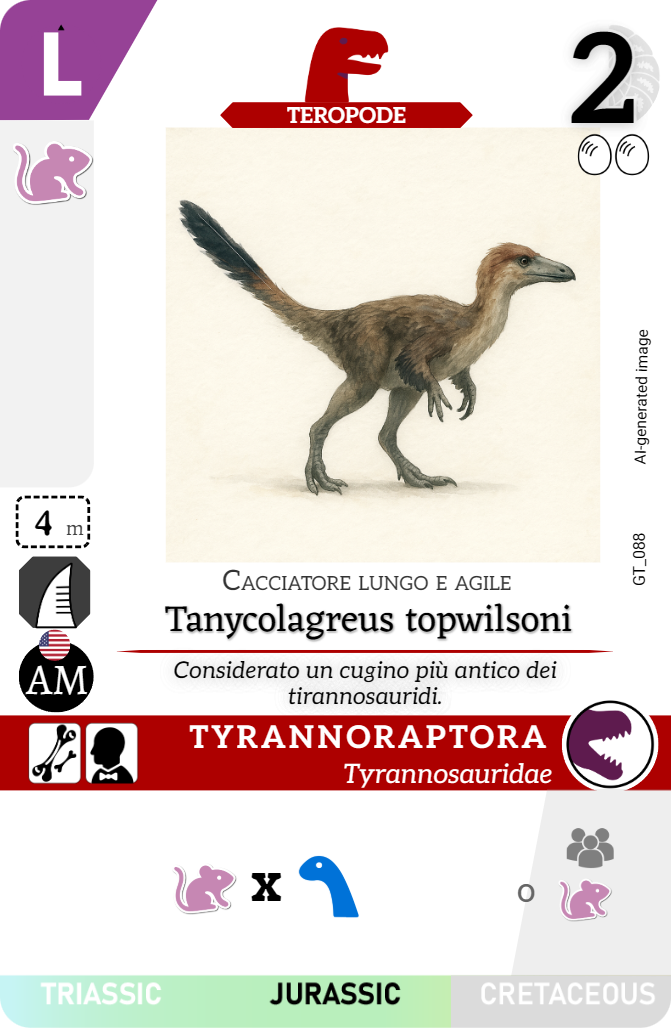 L
TEROPODE
2
AI-generated image
4 m
GT_088
CACCIATORE LUNGO E AGILE
Tanycolagreus topwilsoni
AM
Considerato un cugino più antico dei
tirannosauridi.
TYRANNORAPTORA
Tyrannosauridae
x
o
TRIASSIC
JURASSIC
CRETACEOUS